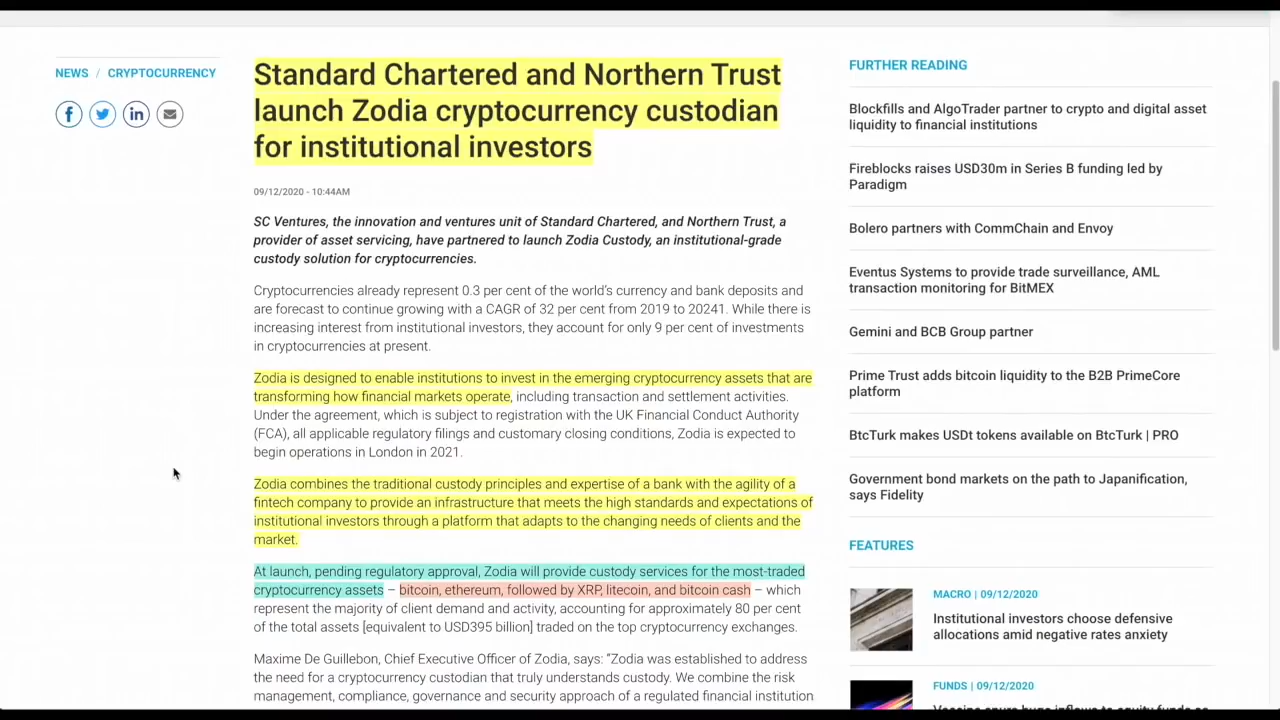 NEWS / CRYPTOCURRENCY
Standard Chartered and Northern Trust
launch Zodia cryptocurrency custodian
for institutional investors
09/12/2020 - 10:44AM
SC Ventures, the innovation and ventures unit of Standard Chartered, and Northern Trust, a
provider of asset servicing, have partnered to launch Zodia Custody, an institutional-grade
custody solution for cryptocurrencies.
Cryptocurrencies already represent 0.3 per cent of the world's currency and bank deposits and
are forecast to continue growing with a CAGR of 32 per cent from 2019 to 20241. While there is
increasing interest from institutional investors, they account for only 9 per cent of investments
in cryptocurrencies at present.
Zodia is designed to enable institutions to invest in the emerging cryptocurrency assets that are
transforming how financial markets operate, including transaction and settlement activities.
Under the agreement, which is subject to registration with the UK Financial Conduct Authority
(FCA), all applicable regulatory filings and customary closing conditions, Zodia is expected to
begin operations in London in 2021.
Zodia combines the traditional custody principles and expertise of a bank with the agility of a
fintech company to provide an infrastructure that meets the high standards and expectations of
institutional investors through a platform that adapts to the changing needs of clients and the
market.
At launch, pending regulatory approval, Zodia will provide custody services for the most-traded
cryptocurrency assets – bitcoin, ethereum, followed by XRP, litecoin, and bitcoin cash – which
represent the majority of client demand and activity, accounting for approximately 80 per cent
of the total assets [equivalent to USD395 billion] traded on the top cryptocurrency exchanges.
Maxime De Guillebon, Chief Executive Officer of Zodia, says: “Zodia was established to address
the need for a cryptocurrency custodian that truly understands custody. We combine the risk
management, compliance, governance and security approach of a regulated financial institution
FURTHER READING
Blockfills and AlgoTrader partner to crypto and digital asset
liquidity to financial institutions
Fireblocks raises USD30m in Series B funding led by
Paradigm
Bolero partners with CommChain and Envoy
Eventus Systems to provide trade surveillance, AML
transaction monitoring for BitMEX
Gemini and BCB Group partner
Prime Trust adds bitcoin liquidity to the B2B PrimeCore
platform
BtcTurk makes USDt tokens available on BtcTurk | PRO
Government bond markets on the path to Japanification,
says Fidelity
FEATURES
MACRO | 09/12/2020
Institutional investors choose defensive
allocations amid negative rates anxiety
FUNDS | 09/12/2020